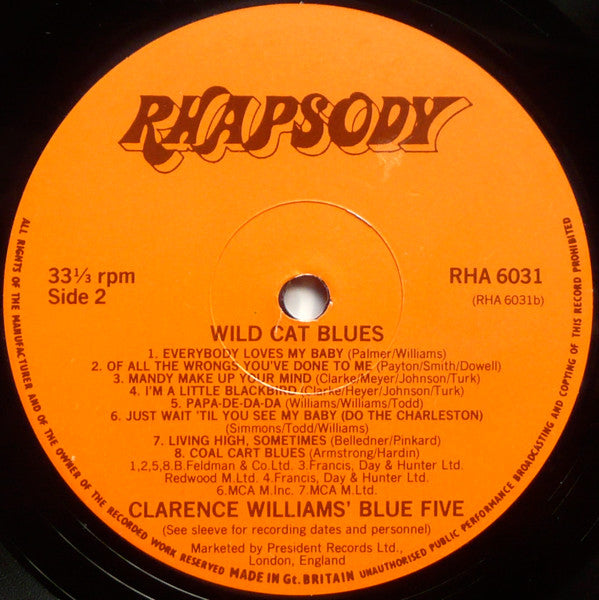 RHAPSODY
33⅓ rpm
Side 2
RHA 6031
(RHA 6031b)
WILD CAT BLUES
1. EVERYBODY LOVES MY BABY (Palmer/Williams)
2. OF ALL THE WRONGS YOU'VE DONE TO ME (Payton/Smith/Dowell)
3. MANDY MAKE UP YOUR MIND (Clarke/Meyer/Johnson/Turk)
4. I'M A LITTLE BLACKBIRD (Clarke/Heyer/Johnson/Turk)
5. PAPA-DE-DA-DA (Williams/Williams/Todd)
6. JUST WAIT 'TIL YOU SEE MY BABY (DO THE CHARLESTON)
(Simmons/Todd/Williams)
7. LIVING HIGH, SOMETIMES (Belledner/Pinkard)
8. COAL CART BLUES (Armstrong/Hardin)
1,2,5,8.B.Feldman & Co.Ltd. 3.Francis, Day & Hunter Ltd.
Redwood M.Ltd. 4.Francis, Day & Hunter Ltd.
6.MCA M.Inc. 7.MCA M.Ltd.
CLARENCE WILLIAMS' BLUE FIVE
(See sleeve for recording dates and personnel)
Marketed by President Records Ltd.,
London, England
ALL RIGHTS OF THE MANUFACTURER AND OF THE OWNER OF THE RECORDED WORK RESERVED MADE IN Gt. BRITAIN UNAUTHORISED PUBLIC PERFORMANCE BROADCASTING AND COPYING OF THIS RECORD PROHIBITED